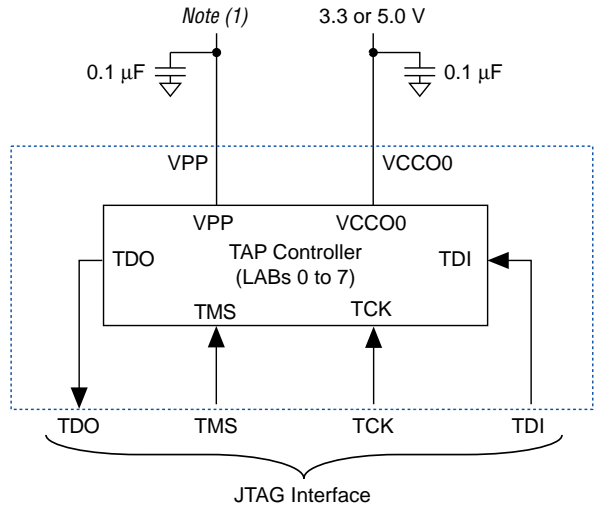 Note (1)
3.3 or 5.0 V
0.1 μF
0.1 μF
VPP
VCCO0
VPP
VCCO0
TDO
TAP Controller
(LABs 0 to 7)
TDI
TMS
TCK
TDO
TMS
TCK
TDI
JTAG Interface